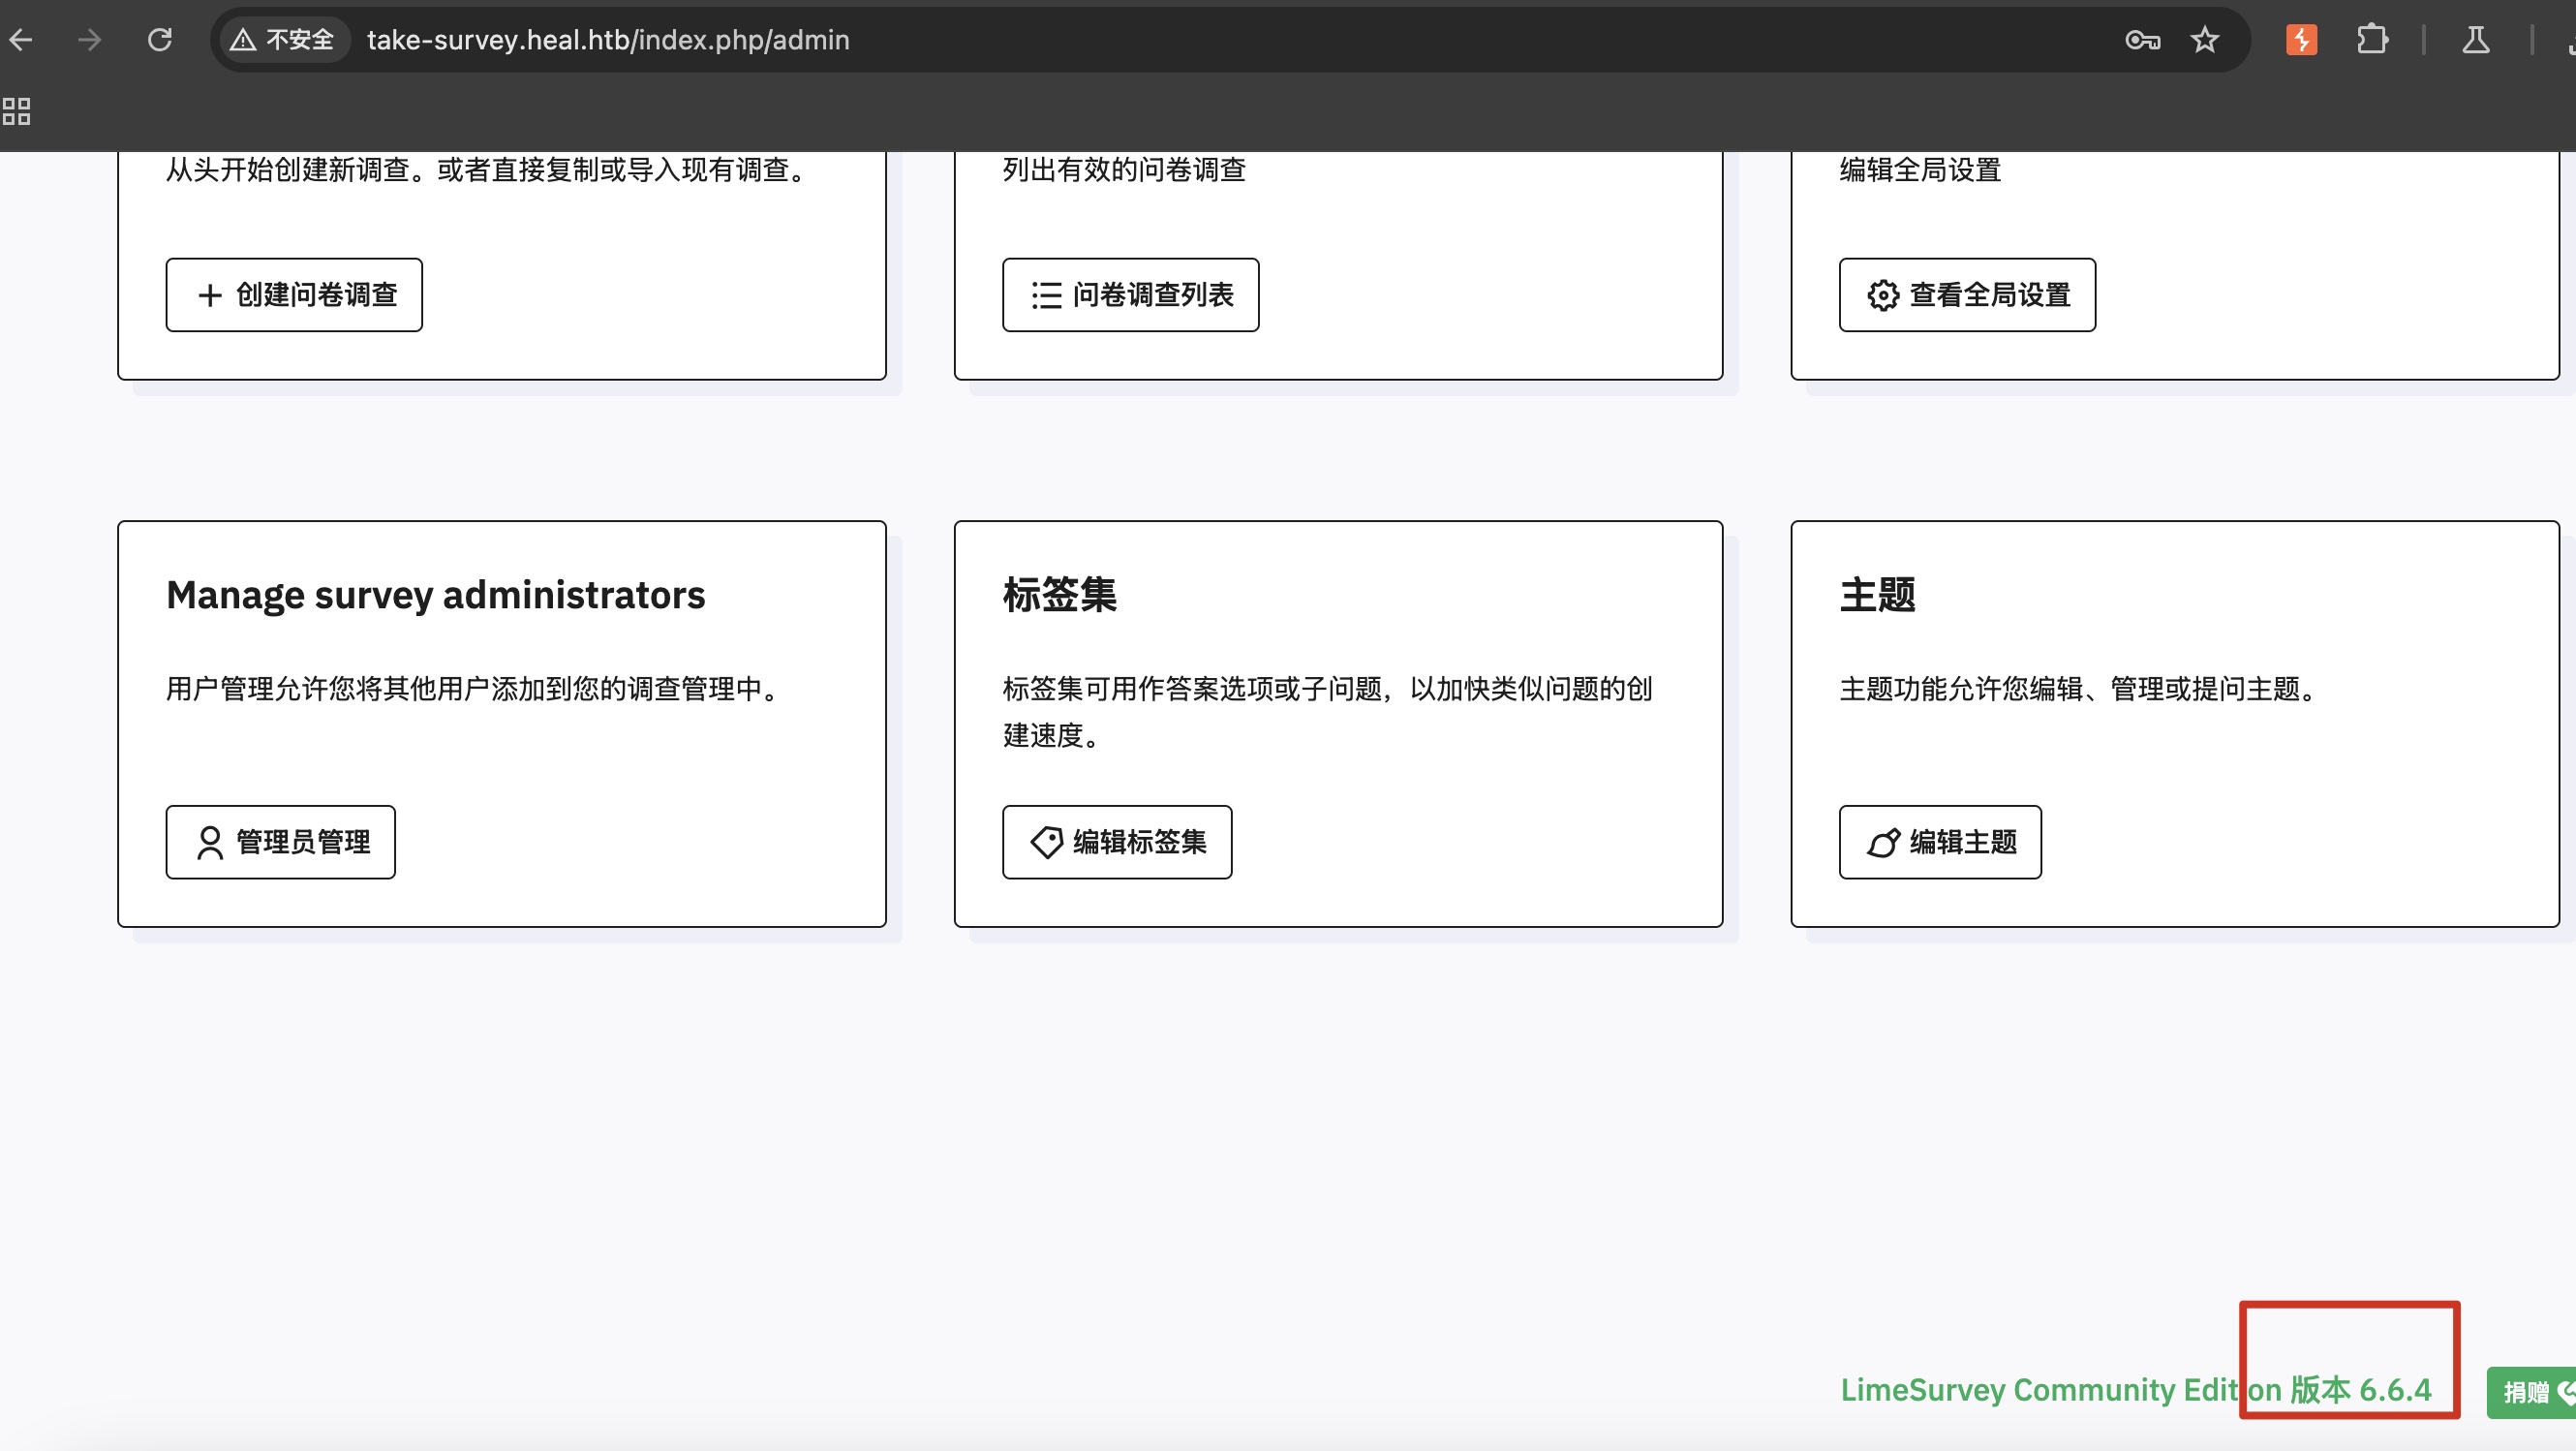 不安全 take-survey.heal.htb/index.php/admin
从头开始创建新调查。或者直接复制或导入现有调查。
创建问卷调查
列出有效的问卷调查
问卷调查列表
编辑全局设置
查看全局设置
Manage survey administrators
用户管理允许您将其他用户添加到您的调查管理中。
管理员管理
标签集
标签集可用作答案选项或子问题，以加快类似问题的创
建速度。
编辑标签集
主题
主题功能允许您编辑、管理或提问主题。
编辑主题
LimeSurvey Community Edition 版本 6.6.4
捐赠